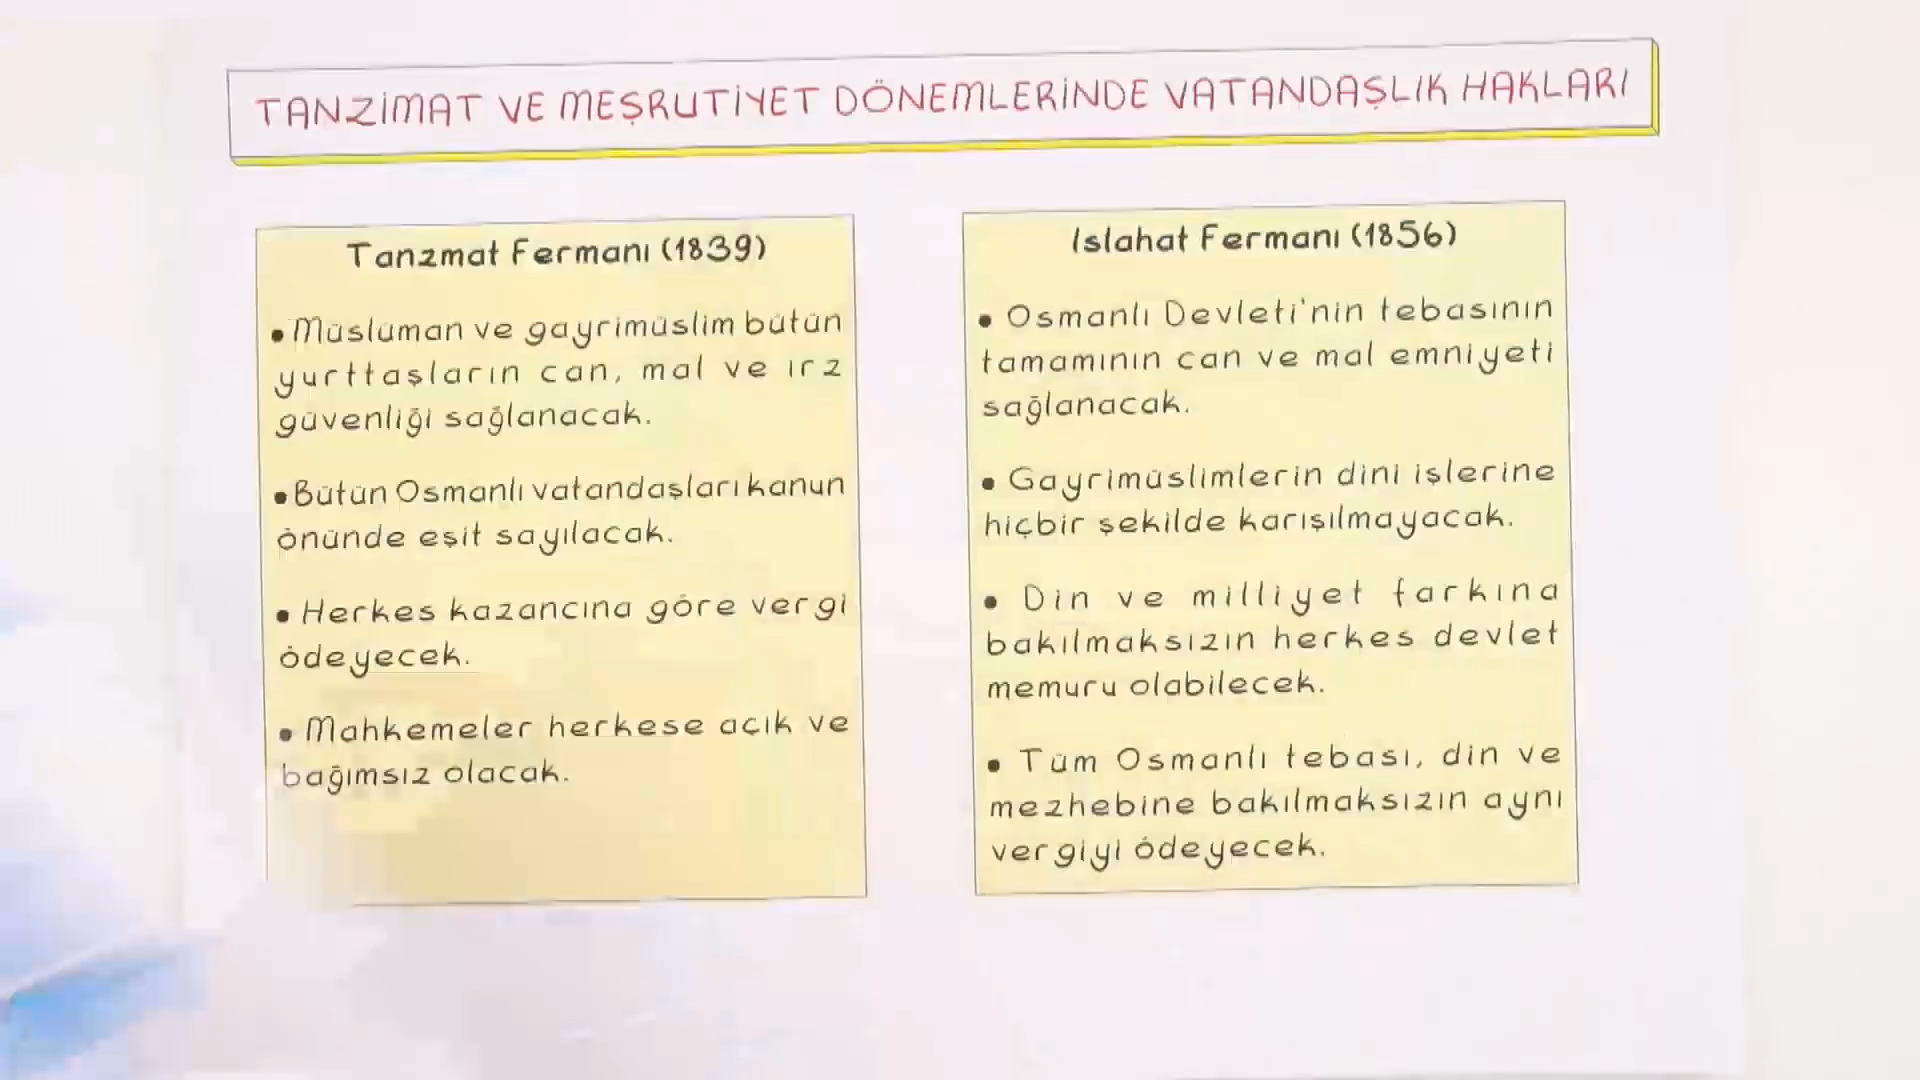 TANZİMAT VE MEŞRUTİYET DÖNEMLERİNDE VATANDAŞLIK HAKLARI
Tanzmat Fermanı (1839)
• Müslüman ve gayrimüslim bütün
yurttaşların can, mal ve ırz
güvenliği sağlanacak.
• Bütün Osmanlı vatandaşları kanun
önünde eşit sayılacak.
• Herkes kazancına göre vergi
ödeyecek.
• Mahkemeler herkese açık ve
bağımsız olacak.
Islahat Fermanı (1856)
• Osmanlı Devleti'nin tebasının
tamamının can ve mal emniyeti
sağlanacak.
• Gayrimüslimlerin dini işlerine
hiçbir şekilde karışılmayacak.
• Din ve milliyet farkına
bakılmaksızın herkes devlet
memuru olabilecek.
• Tüm Osmanlı tebası, din ve
mezhebine bakılmaksızın aynı
vergiyi ödeyecek.